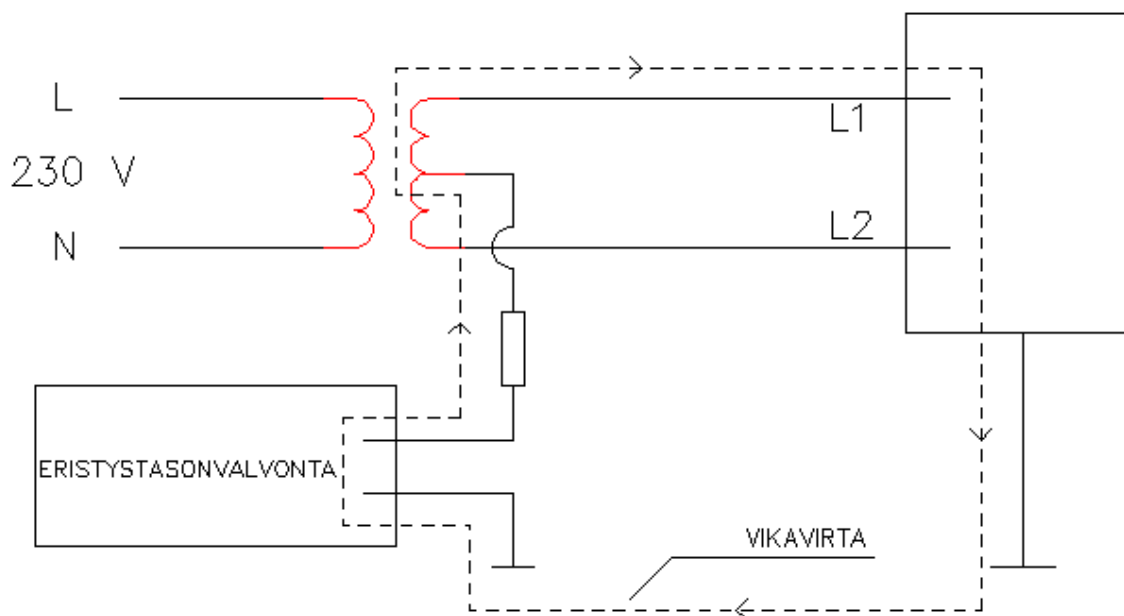 L
L1
230 V
L2
N
ERISTYSTASONVALVONTA
VIKAVIRTA